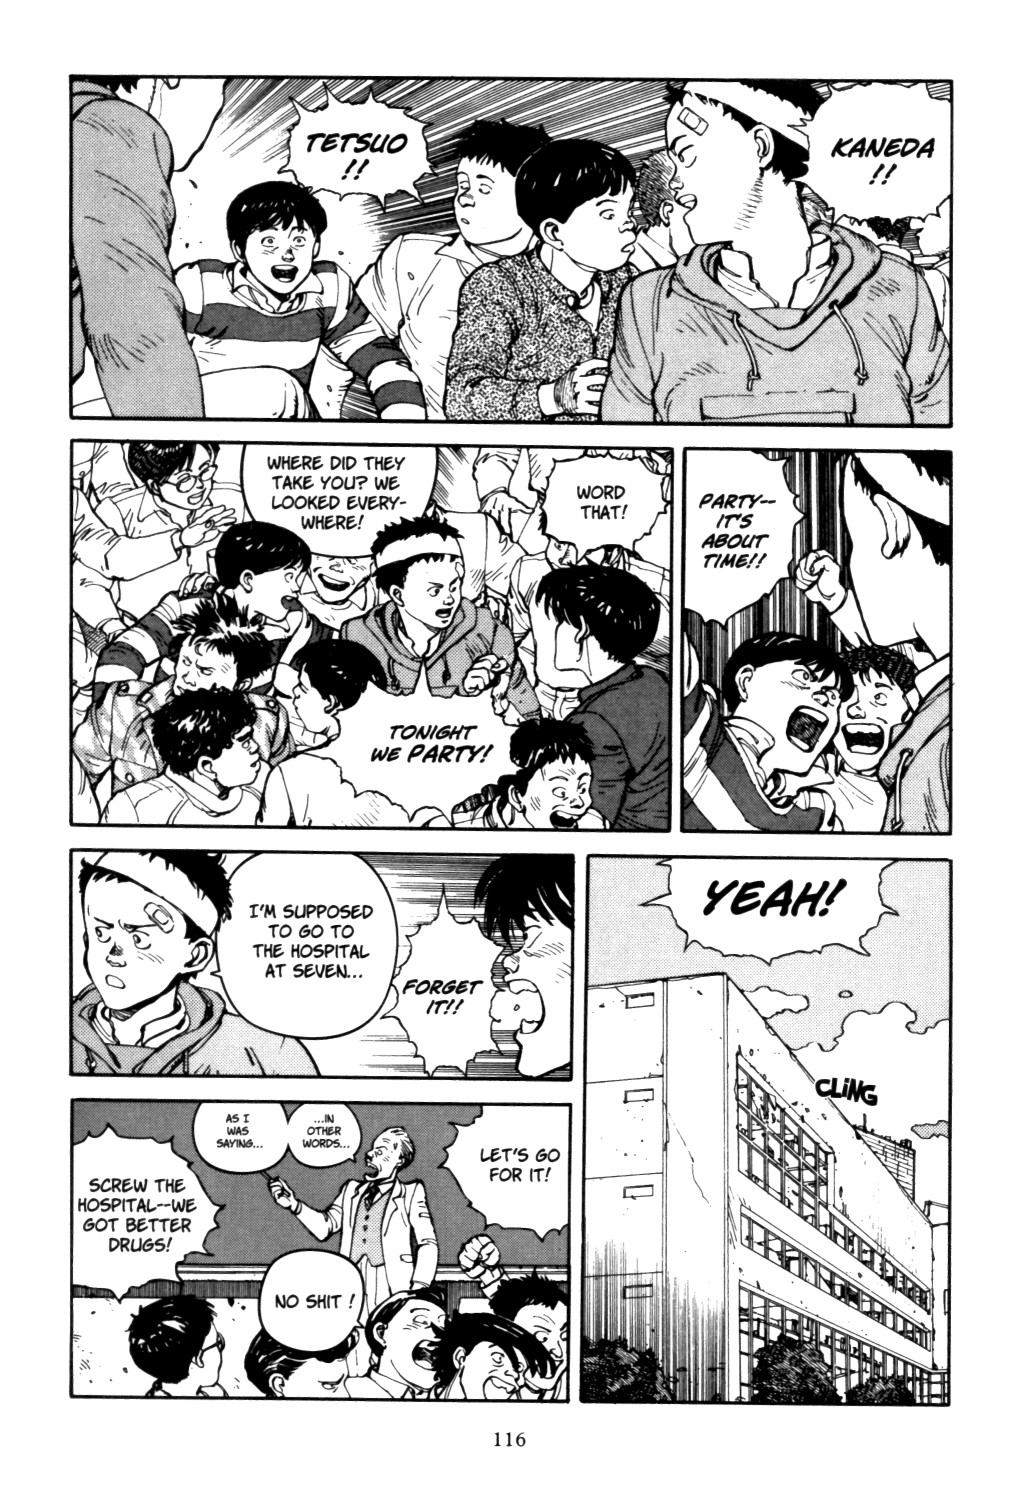 TETSUO
!!
KANEDA
!!
WHERE DID THEY
TAKE YOU? WE
LOOKED EVERY-
WHERE!
WORD
THAT!
TONIGHT
WE PARTY!
PARTY--
IT'S
ABOUT
TIME!!
I'M SUPPOSED
TO GO TO
THE HOSPITAL
AT SEVEN...
FORGET
IT!!
YEAH!
CLING
AS I
WAS
SAYING...
...IN
OTHER
WORDS...
LET'S GO
FOR IT!
SCREW THE
HOSPITAL--WE
GOT BETTER
DRUGS!
NO SHIT !
116